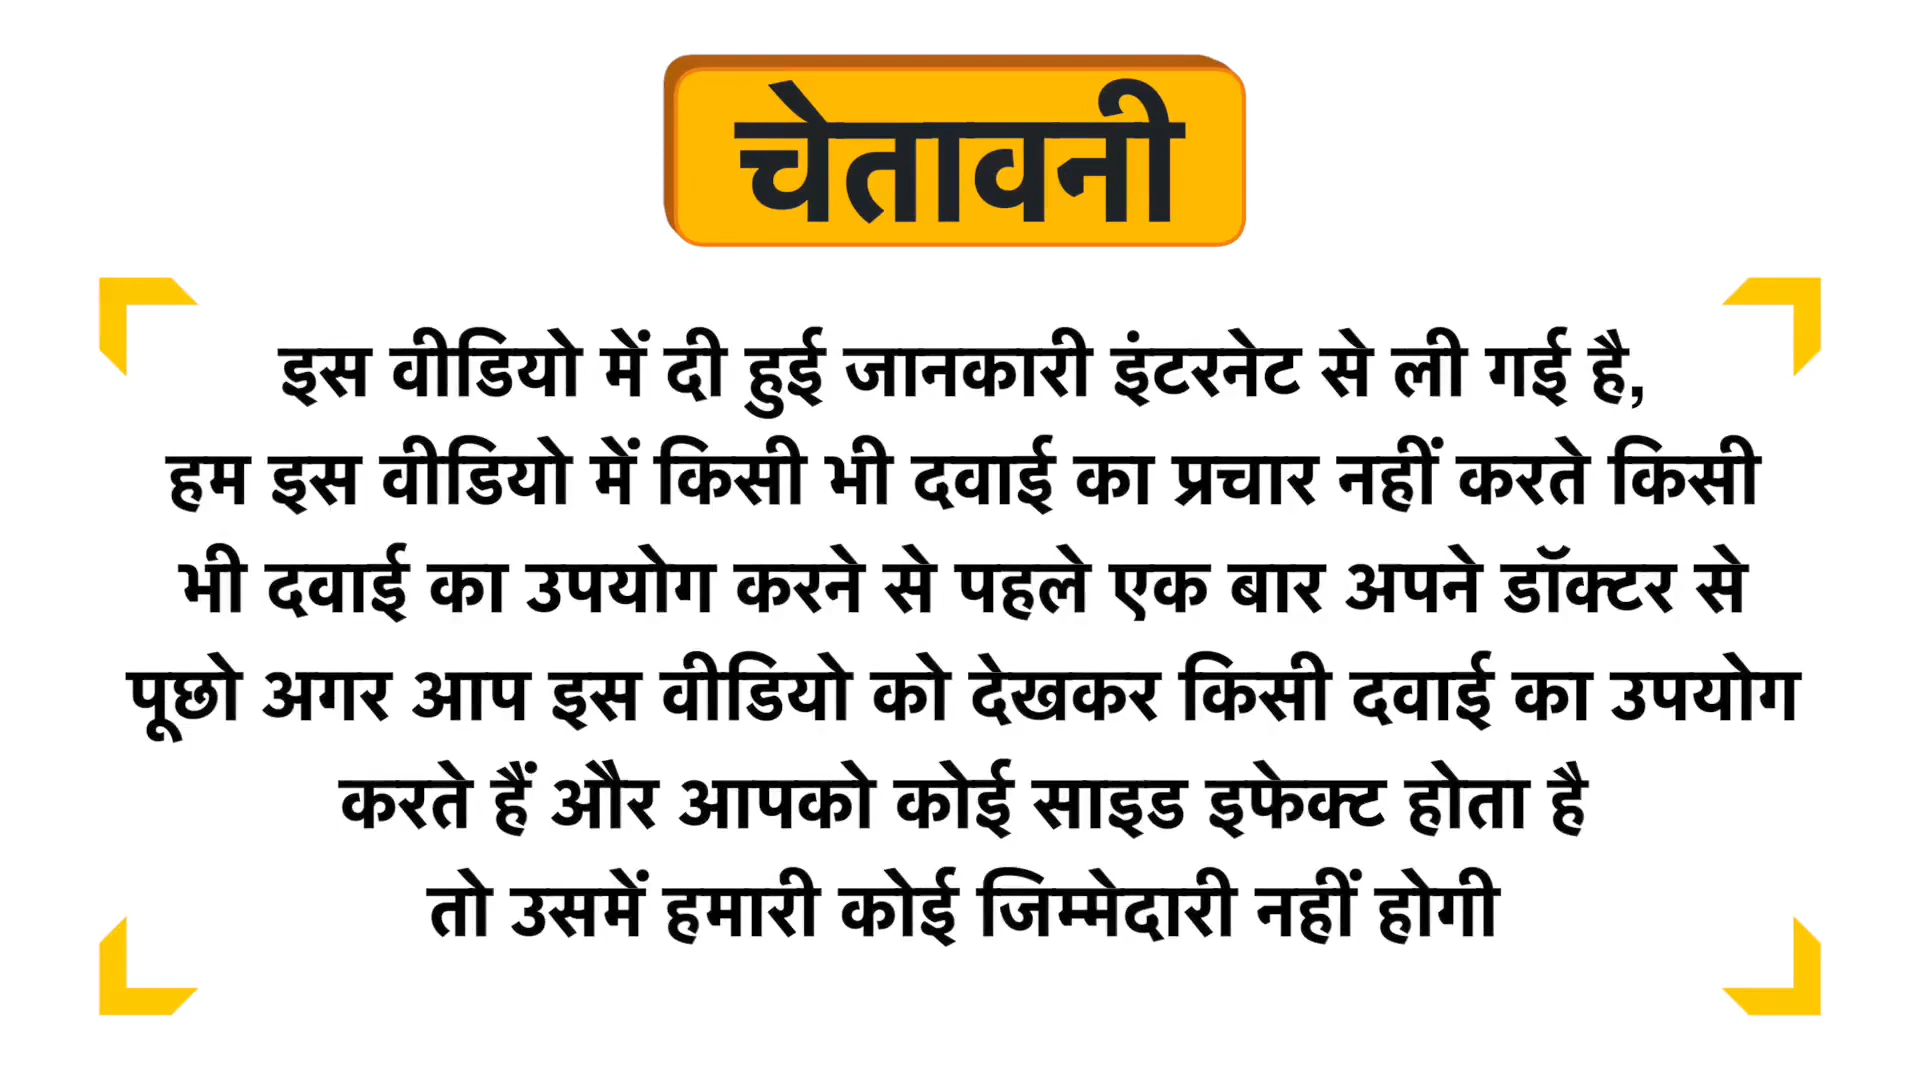 चेतावनी
इस वीडियो में दी हुई जानकारी इंटरनेट से ली गई है,
हम इस वीडियो में किसी भी दवाई का प्रचार नहीं करते किसी
भी दवाई का उपयोग करने से पहले एक बार अपने डॉक्टर से
पूछो अगर आप इस वीडियो को देखकर किसी दवाई का उपयोग
करते हैं और आपको कोई साइड इफेक्ट होता है
तो उसमें हमारी कोई जिम्मेदारी नहीं होगी